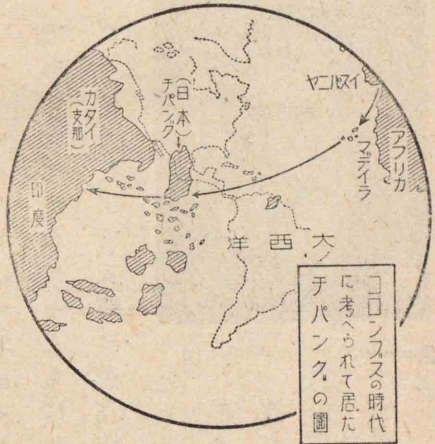 コロンブスの時代
に考へられて居た
チパングの圖
イスパニヤ
アフリカ
マデイラ
大西洋
(日本)
チパング
カタイ
(支那)
印度